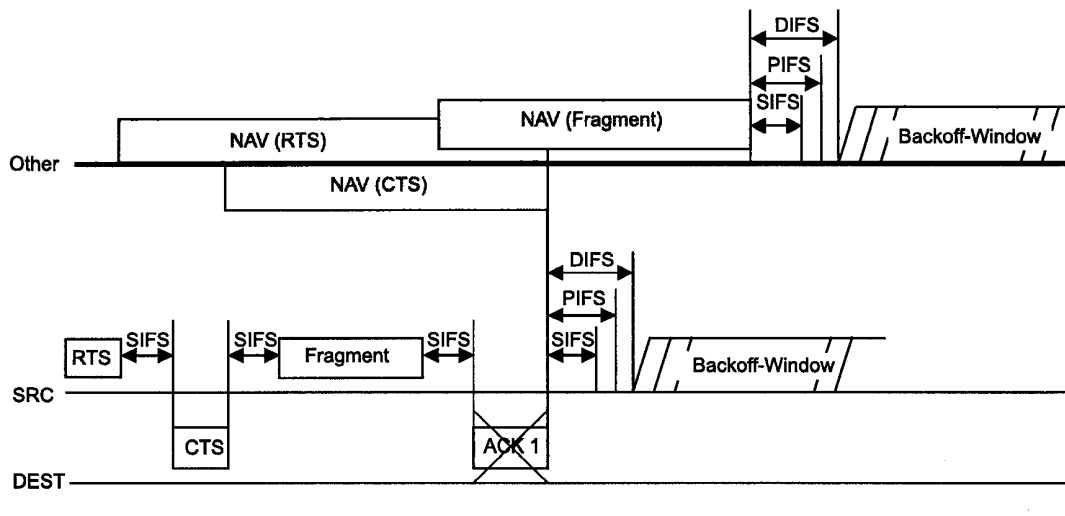 DIFS
PIFS
SIFS
NAV (Fragment)
NAV (RTS)
Backoff-Window
Other
NAV (CTS)
DIFS
PIFS
SIFS
SIFS
SIFS
SIFS
RTS
Fragment
Backoff-Window
SRC
CTS
ACK 1
DEST